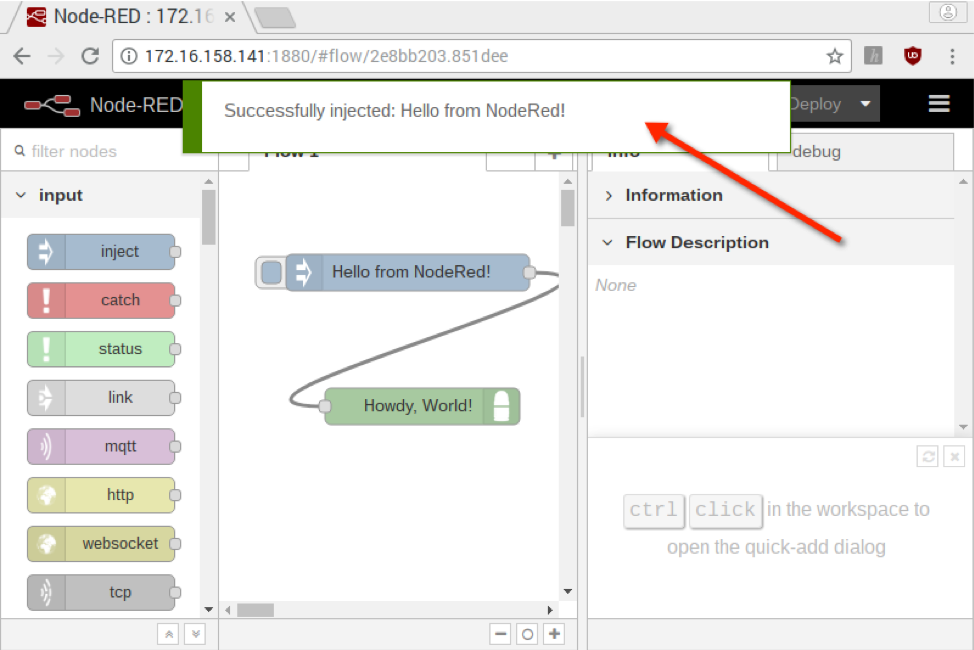 Node-RED : 172.16
172.16.158.141:1880/#flow/2e8bb203.851dee
Node-RED
Successfully injected: Hello from NodeRed!
Deploy
filter nodes
Flow 1
info
debug
input
Information
inject
Flow Description
Hello from NodeRed!
None
catch
status
link
Howdy, World!
mqtt
http
ctrl click in the workspace to
open the quick-add dialog
websocket
tcp